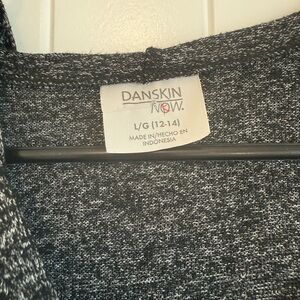 DANSKIN
NOW.
L/G (12-14)
MADE IN/HECHO EN
INDONESIA